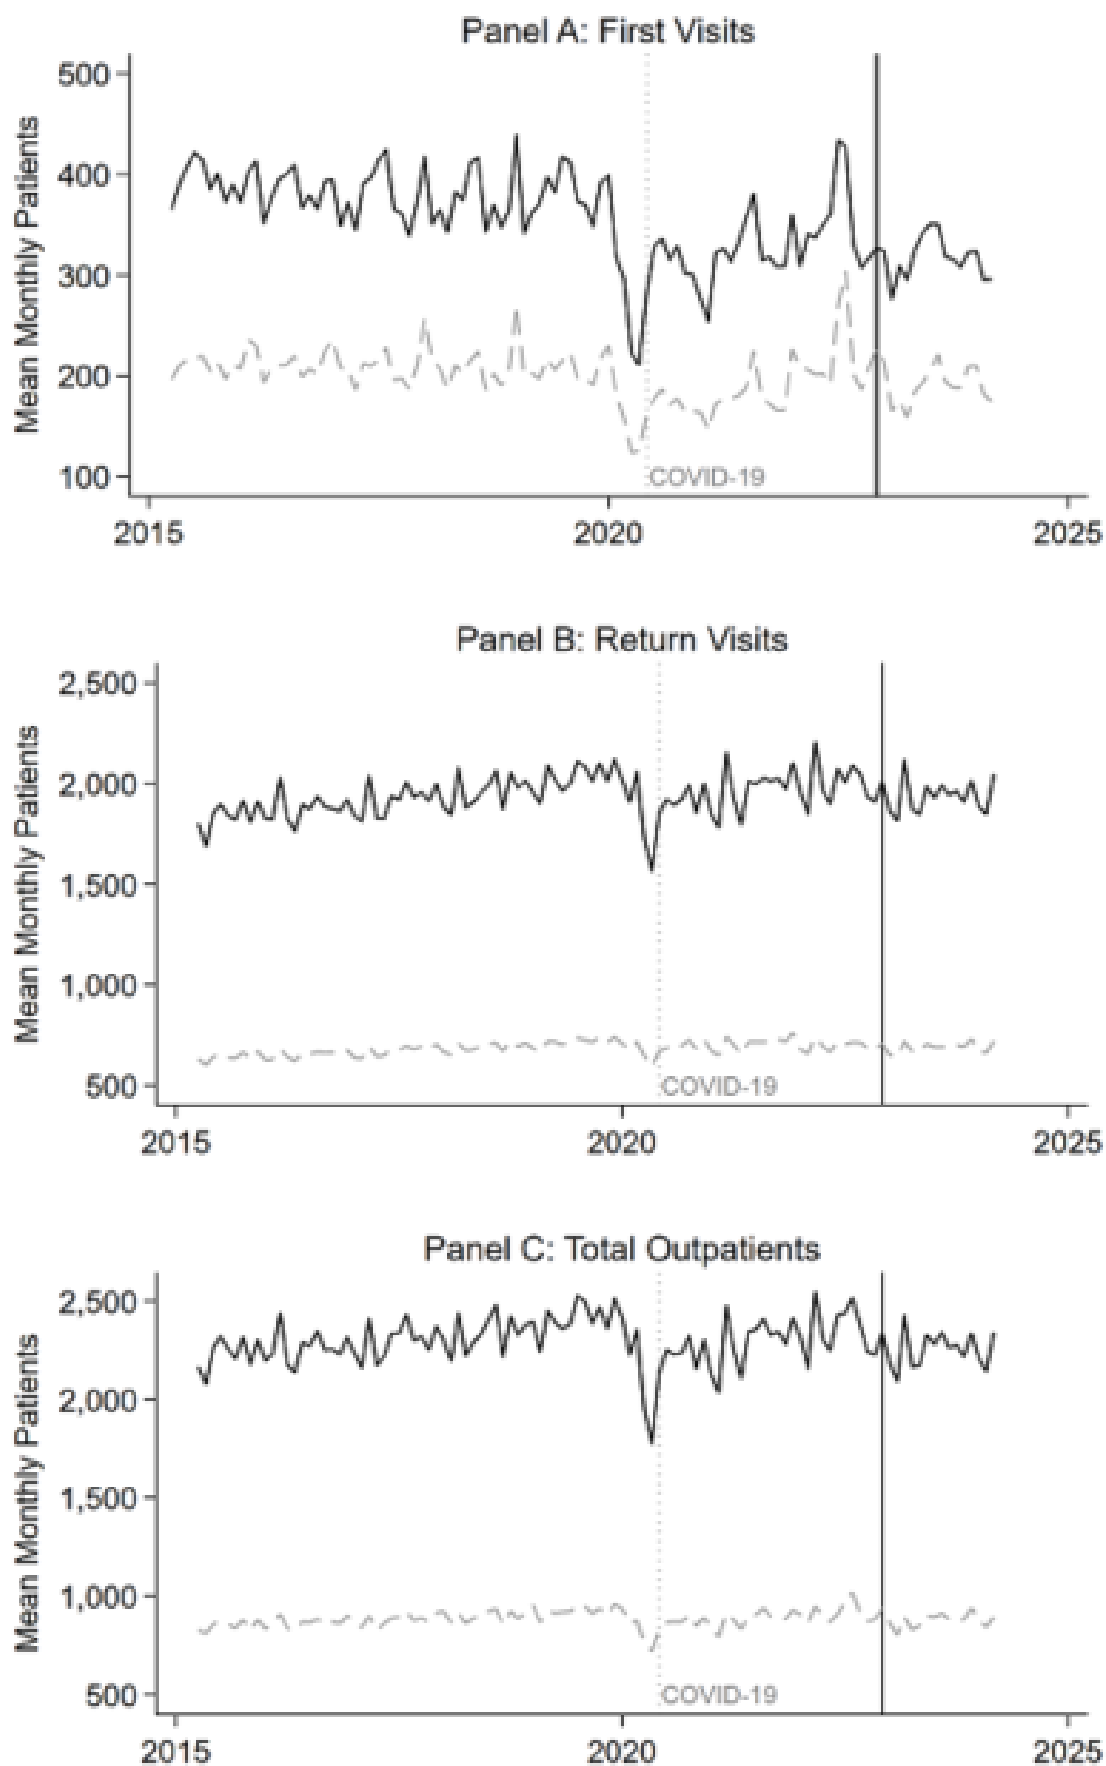 Panel A: First Visits
Mean Monthly Patients
500
400
300
200
100
COVID-19
2015
2020
2025
Panel B: Return Visits
Mean Monthly Patients
2,500
2,000
1,500
1,000
500
COVID-19
2015
2020
2025
Panel C: Total Outpatients
Mean Monthly Patients
2,500
2,000
1,500
1,000
500
COVID-19
2015
2020
2025